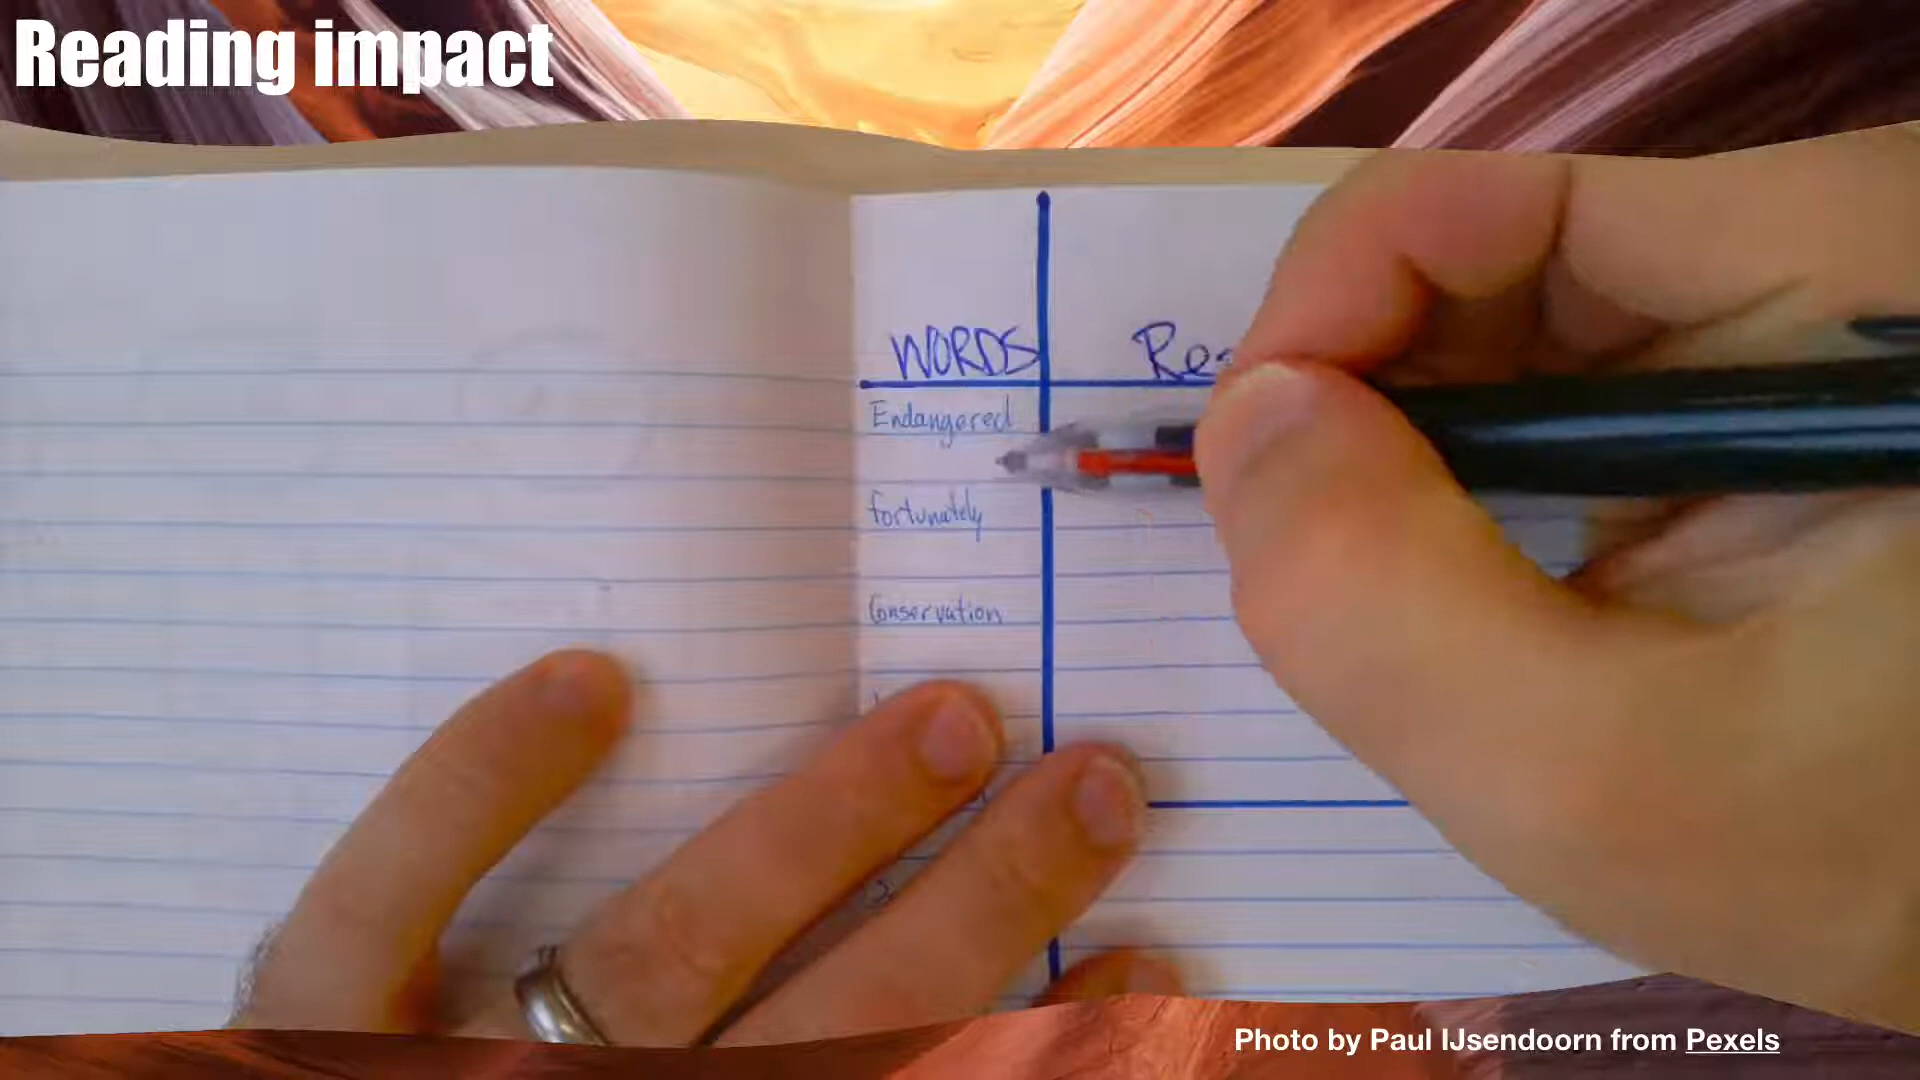 Reading impact
WORDS
Endangered
fortunately
Conservation
Photo by Paul IJsendoorn from Pexels